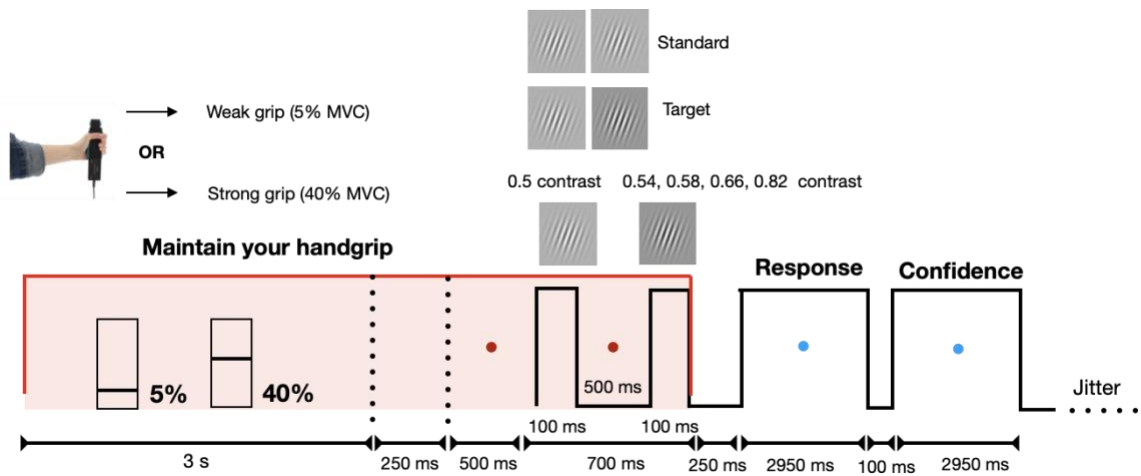 Standard
Weak grip (5% MVC)
Target
OR
Strong grip (40% MVC)
0.5 contrast 0.54, 0.58, 0.66, 0.82 contrast
Maintain your handgrip
Response
Confidence
5%
40%
500 ms
Jitter
100 ms
100 ms
3 s
250 ms
500 ms
700 ms
250 ms
2950 ms
100 ms
2950 ms